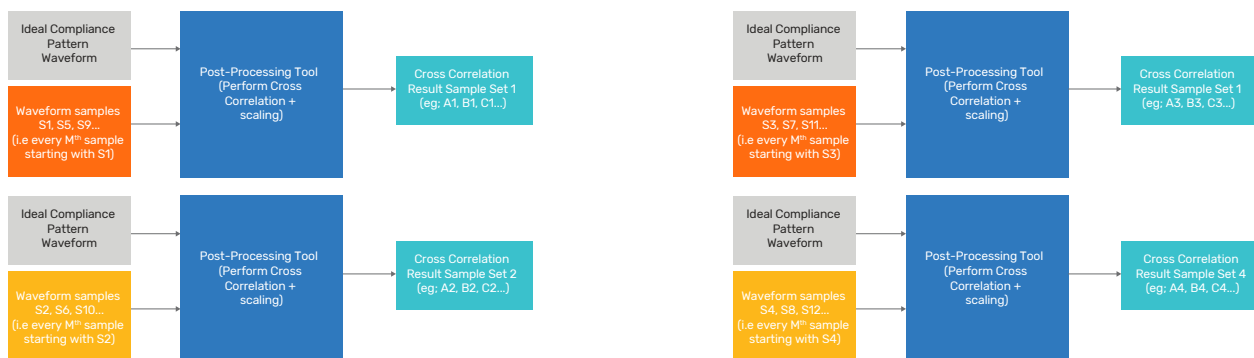 Ideal Compliance
Pattern
Waveform
Waveform samples
S1, S5, S9...
(i.e every Mᵗʰ sample
starting with S1)
Post-Processing Tool
(Perform Cross
Correlation +
scaling)
Cross Correlation
Result Sample Set 1
(eg; A1, B1, C1...)
Ideal Compliance
Pattern
Waveform
Waveform samples
S3, S7, S11...
(i.e every Mᵗʰ sample
starting with S3)
Post-Processing Tool
(Perform Cross
Correlation +
scaling)
Cross Correlation
Result Sample Set 1
(eg; A3, B3, C3...)
Ideal Compliance
Pattern
Waveform
Waveform samples
S2, S6, S10...
(i.e every Mᵗʰ sample
starting with S2)
Post-Processing Tool
(Perform Cross
Correlation +
scaling)
Cross Correlation
Result Sample Set 2
(eg; A2, B2, C2...)
Ideal Compliance
Pattern
Waveform
Waveform samples
S4, S8, S12...
(i.e every Mᵗʰ sample
starting with S4)
Post-Processing Tool
(Perform Cross
Correlation +
scaling)
Cross Correlation
Result Sample Set 4
(eg; A4, B4, C4...)